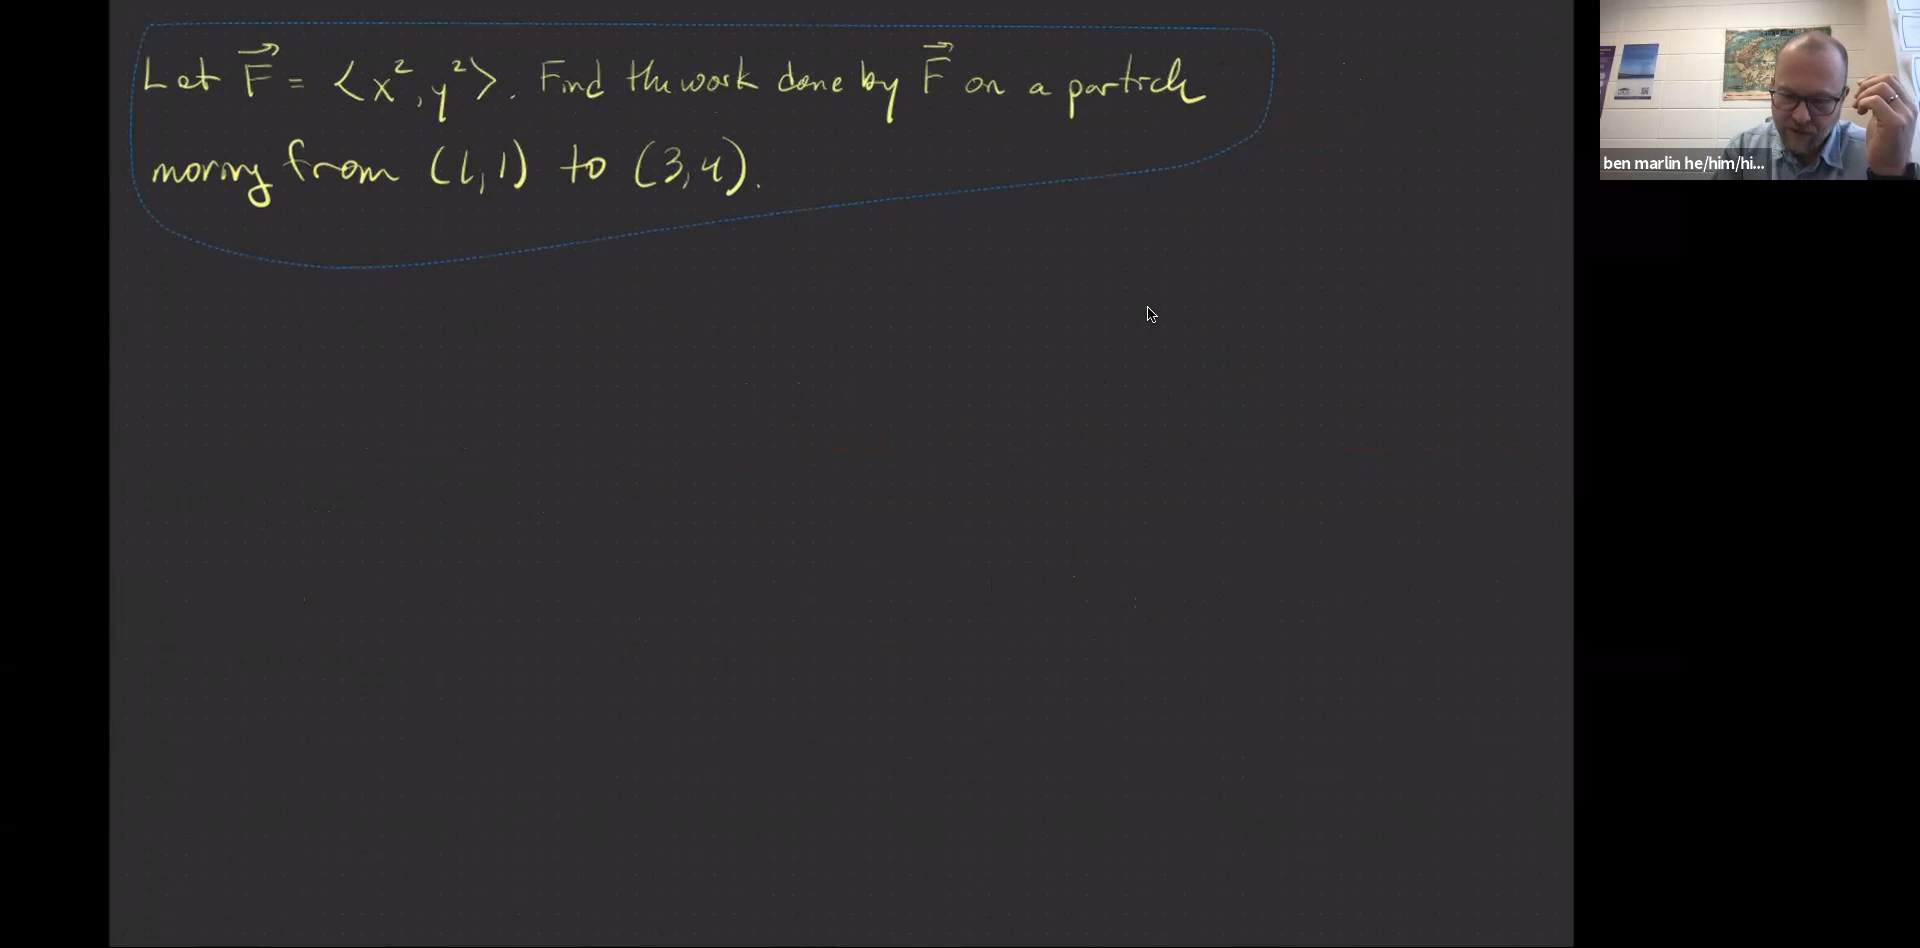 Let F⃗ = ⟨x², y²⟩. Find the work done by F⃗ on a particle
moving from (1, 1) to (3, 4).
ben marlin he/him/hi...